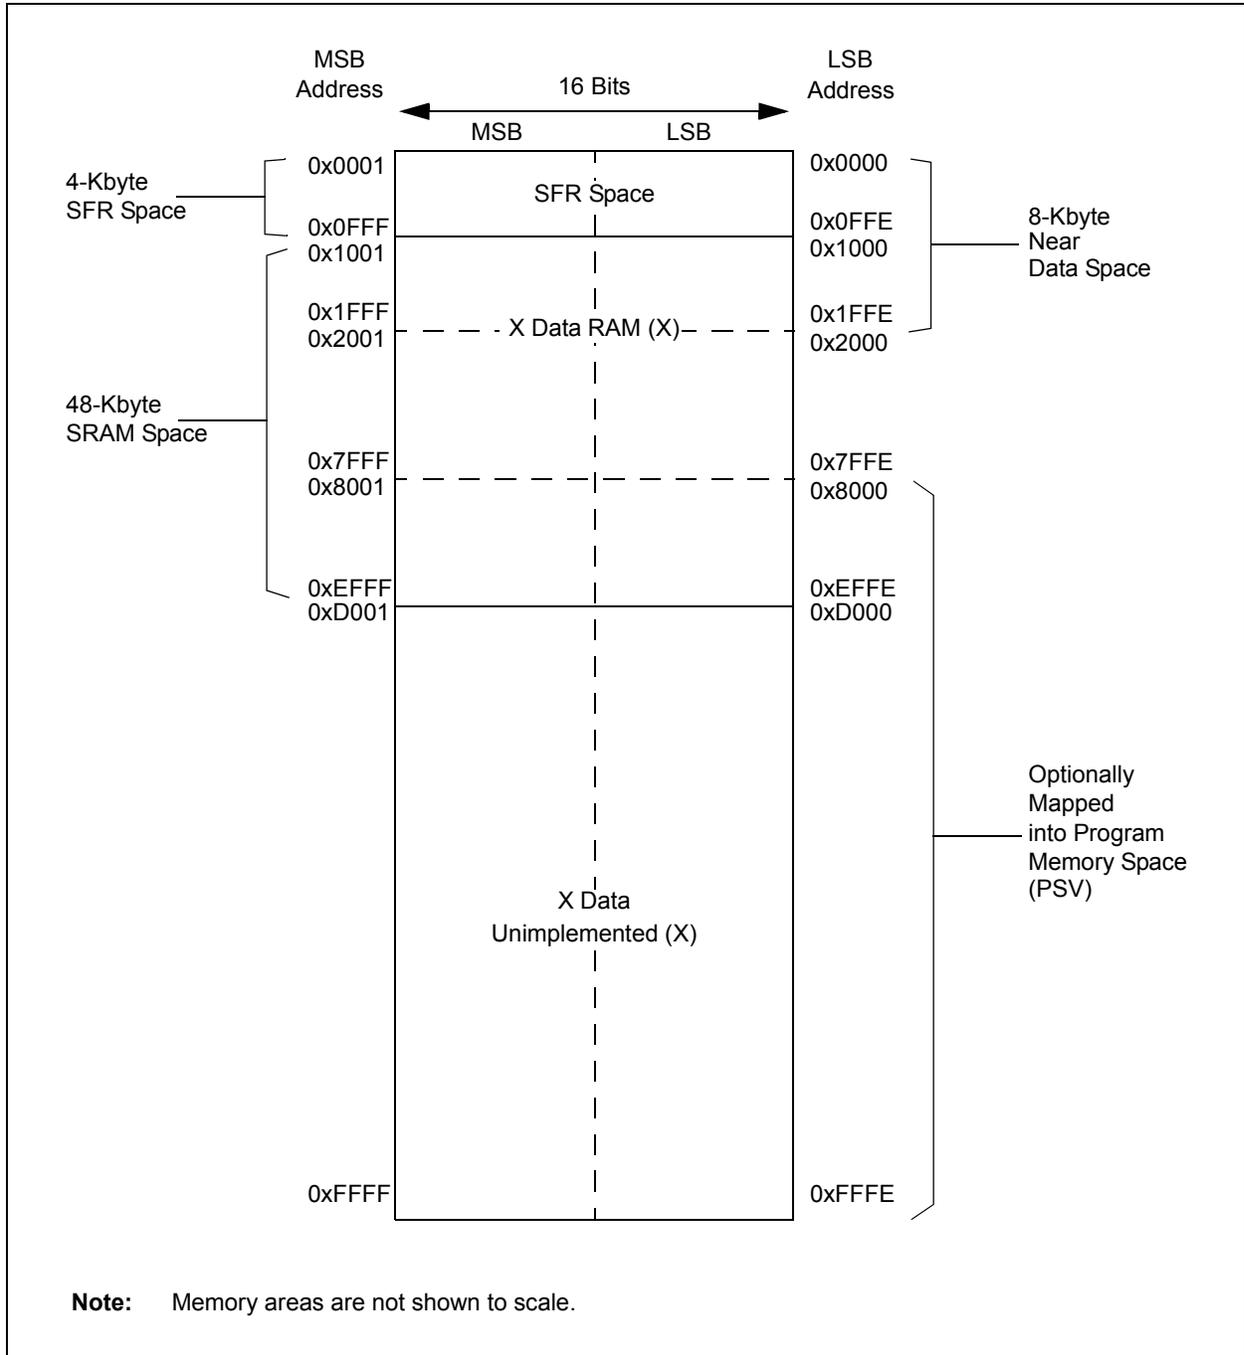 MSB
Address
LSB
Address
16 Bits
MSB
LSB
4-Kbyte
SFR Space
0x0001
0x0FFF
0x1001
SFR Space
0x0000
0x0FFE
0x1000
8-Kbyte
Near
Data Space
0x1FFF
0x2001
X Data RAM (X)
0x1FFE
0x2000
48-Kbyte
SRAM Space
0x7FFF
0x8001
0x7FFE
0x8000
0xEFFF
0xD001
0xEFFE
0xD000
Optionally
Mapped
into Program
Memory Space
(PSV)
X Data
Unimplemented (X)
0xFFFF
0xFFFE
Note: Memory areas are not shown to scale.